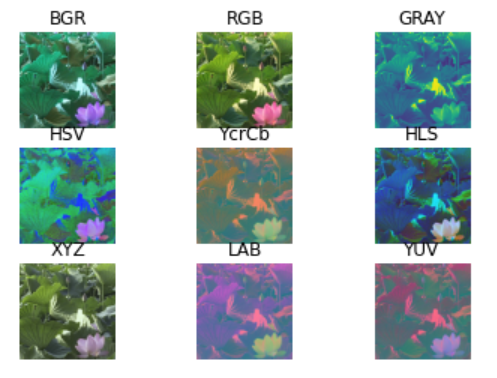 BGR RGB GRAY
HSV YcrCb HLS
XYZ LAB YUV